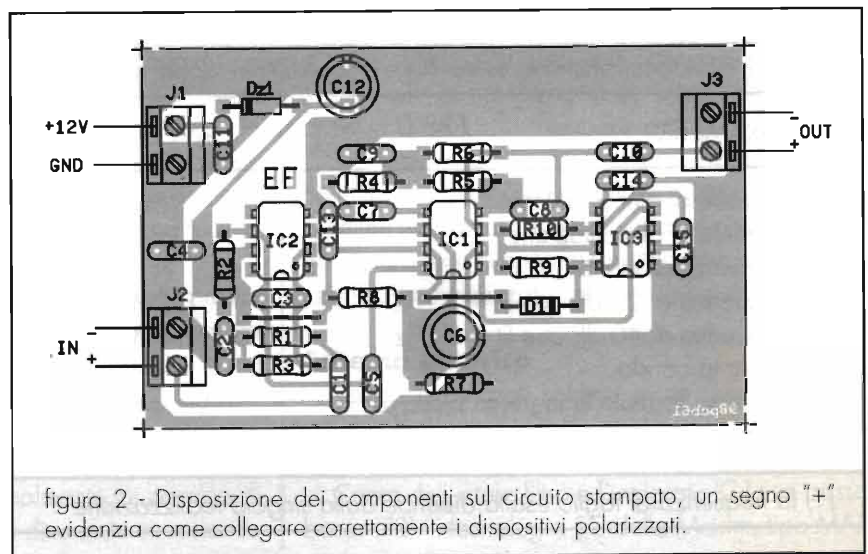 J1
Dz1
C12
J3
+12V
C11
-
OUT
+
GND
C9
R6
C10
EF
R4
R5
C14
C7
C8
IC2
C13
IC1
R10
IC3
C15
C4
R2
R9
J2
C3
R8
D1
-
IN
+
C2
R1
C6
R3
C1
C5
R7
98pcb61
figura 2 - Disposizione dei componenti sul circuito stampato, un segno "+"
evidenzia come collegare correttamente i dispositivi polarizzati.